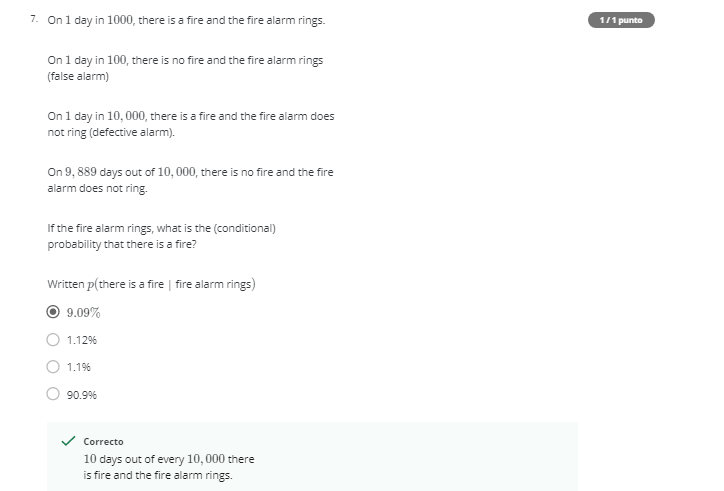 7. On 1 day in 1000, there is a fire and the fire alarm rings.
1 / 1 punto
On 1 day in 100, there is no fire and the fire alarm rings
(false alarm)
On 1 day in 10, 000, there is a fire and the fire alarm does
not ring (defective alarm).
On 9, 889 days out of 10, 000, there is no fire and the fire
alarm does not ring.
If the fire alarm rings, what is the (conditional)
probability that there is a fire?
Written p(there is a fire | fire alarm rings)
9.09%
1.12%
1.1%
90.9%
Correcto
10 days out of every 10, 000 there
is fire and the fire alarm rings.